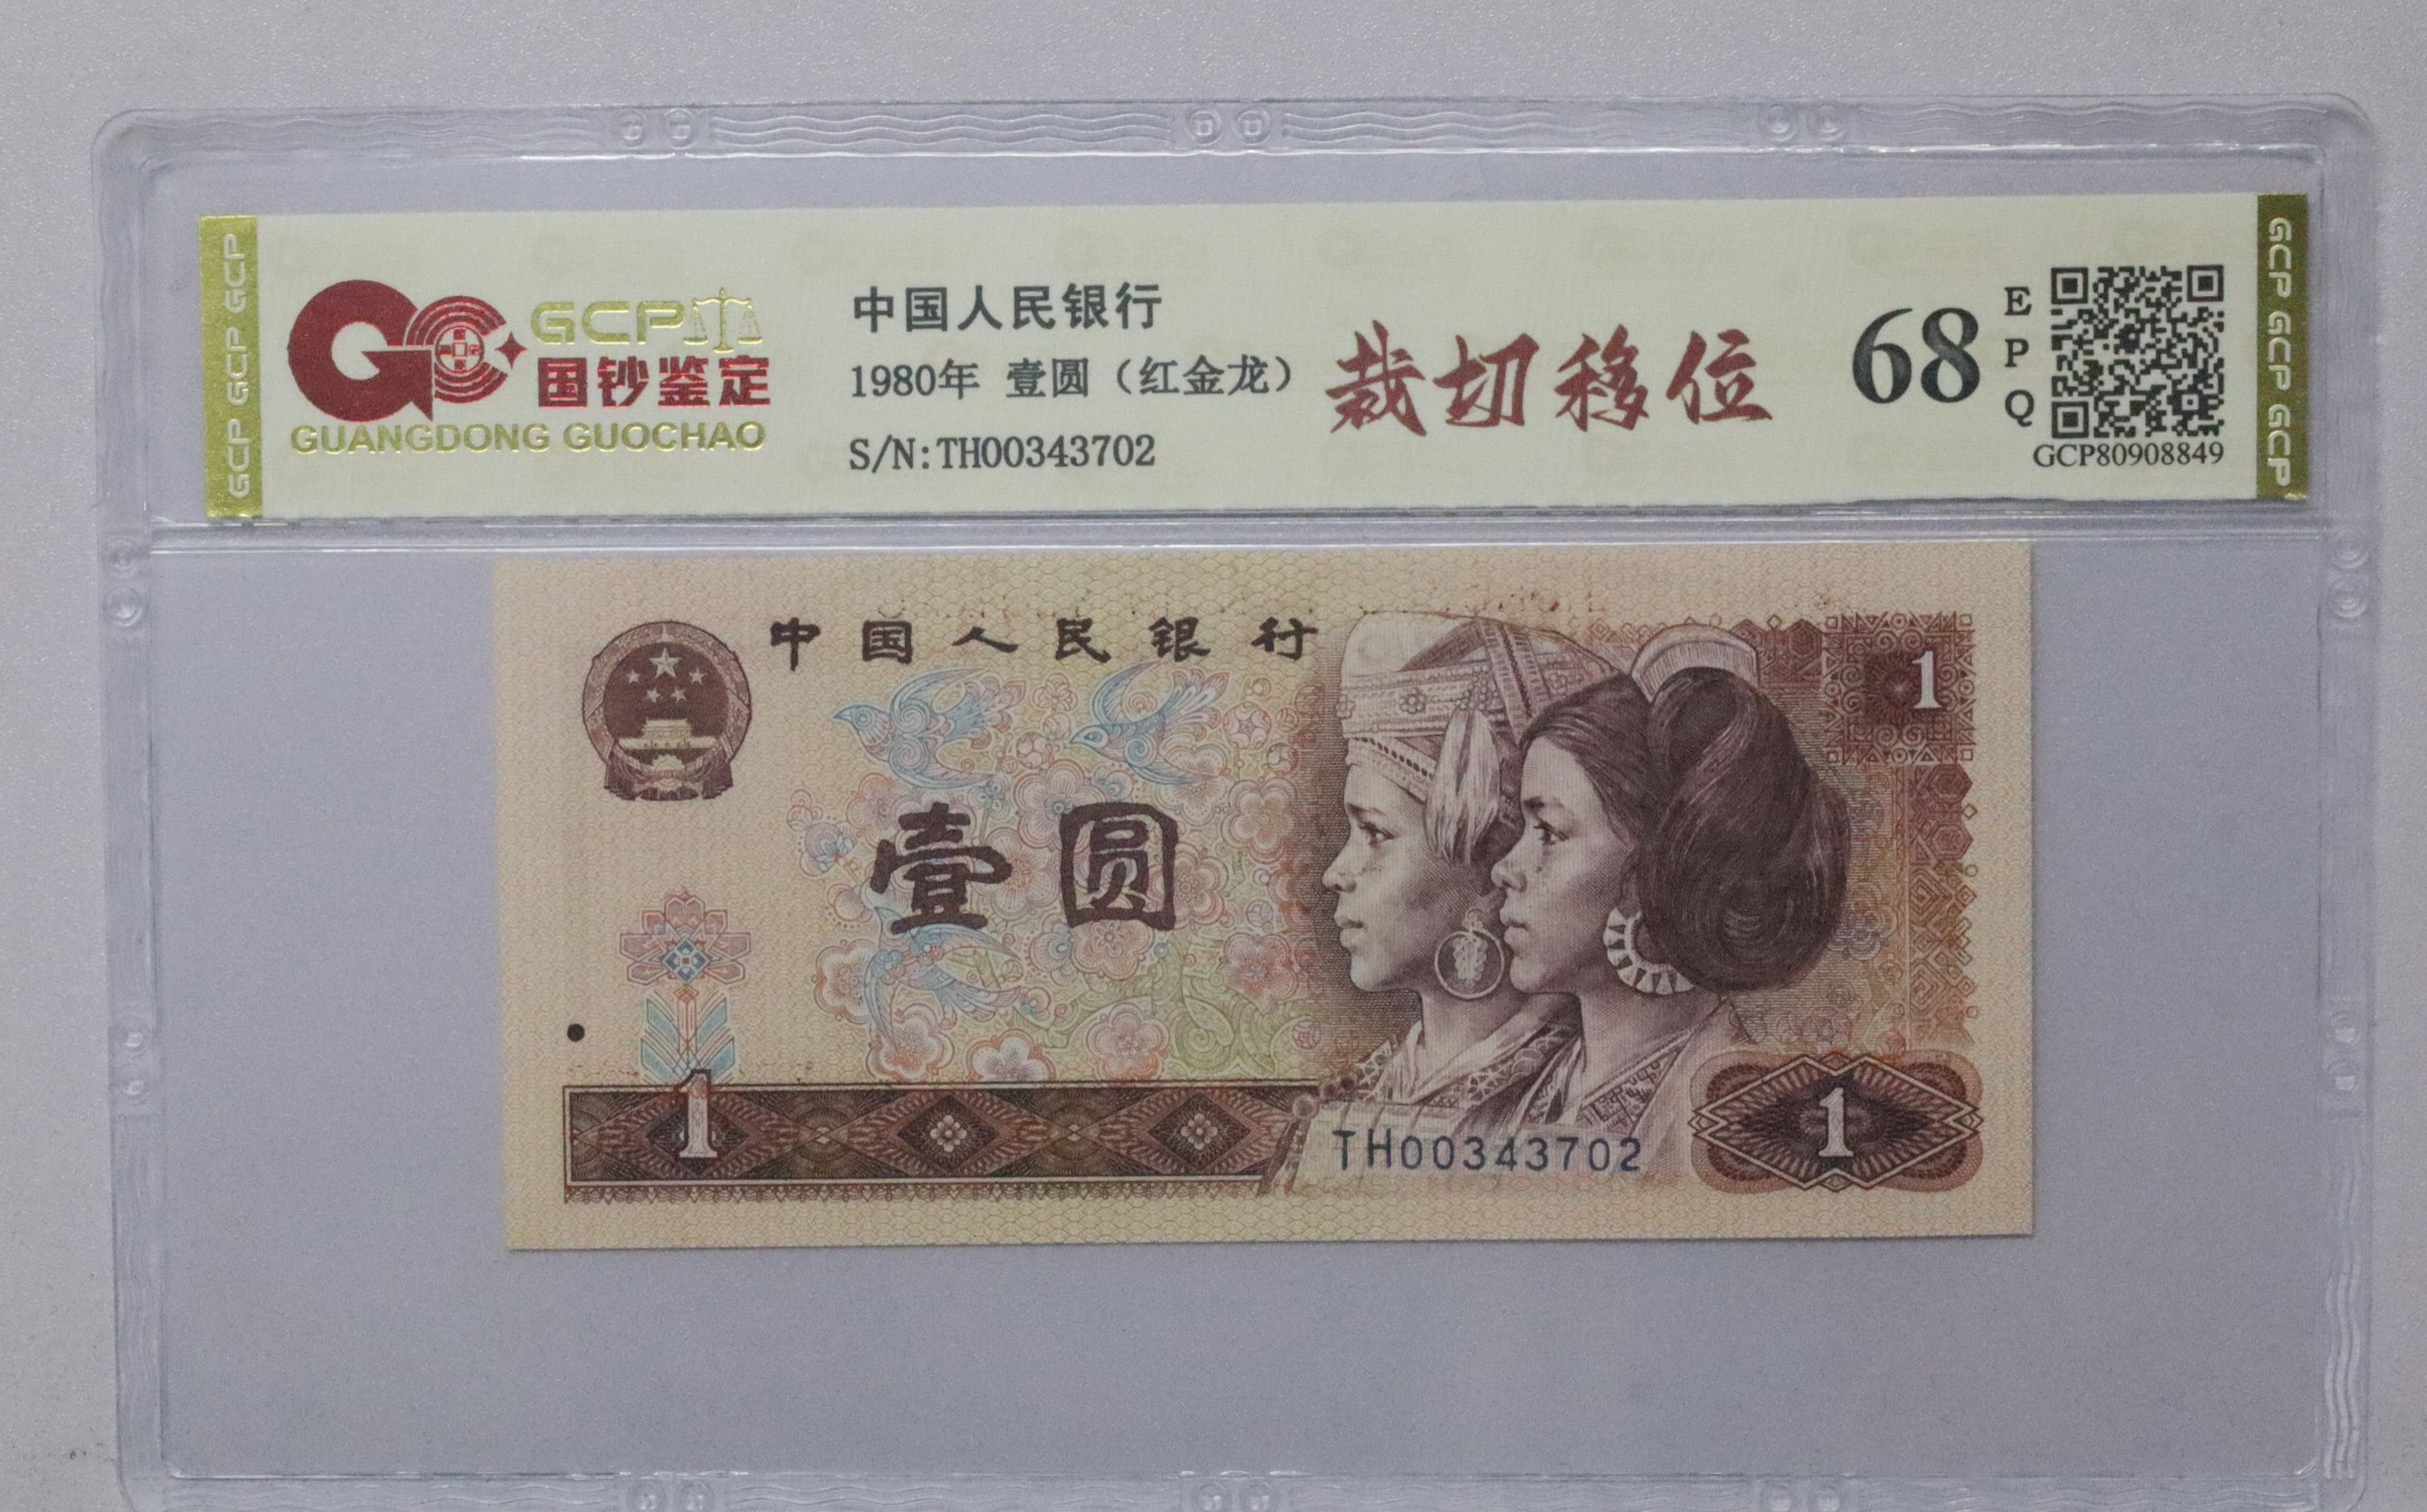 GCP GCP GCP
GCP
国钞鉴定
GUANGDONG GUOCHAO
中国人民银行
1980年 壹圆（红金龙）
S/N:TH00343702
裁切移位
68
E
P
Q
GCP80908849
GCP GCP GCP
中国人民银行
1
壹圆
1
TH00343702
1